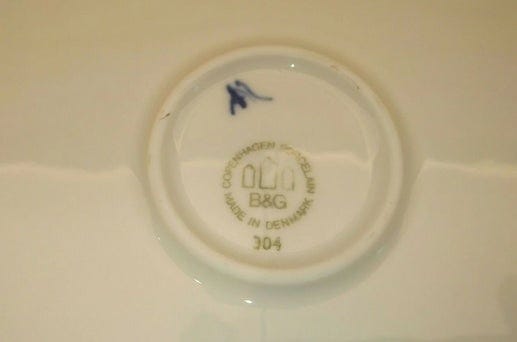 COPENHAGEN PORCELAIN
B&G
MADE IN DENMARK
304